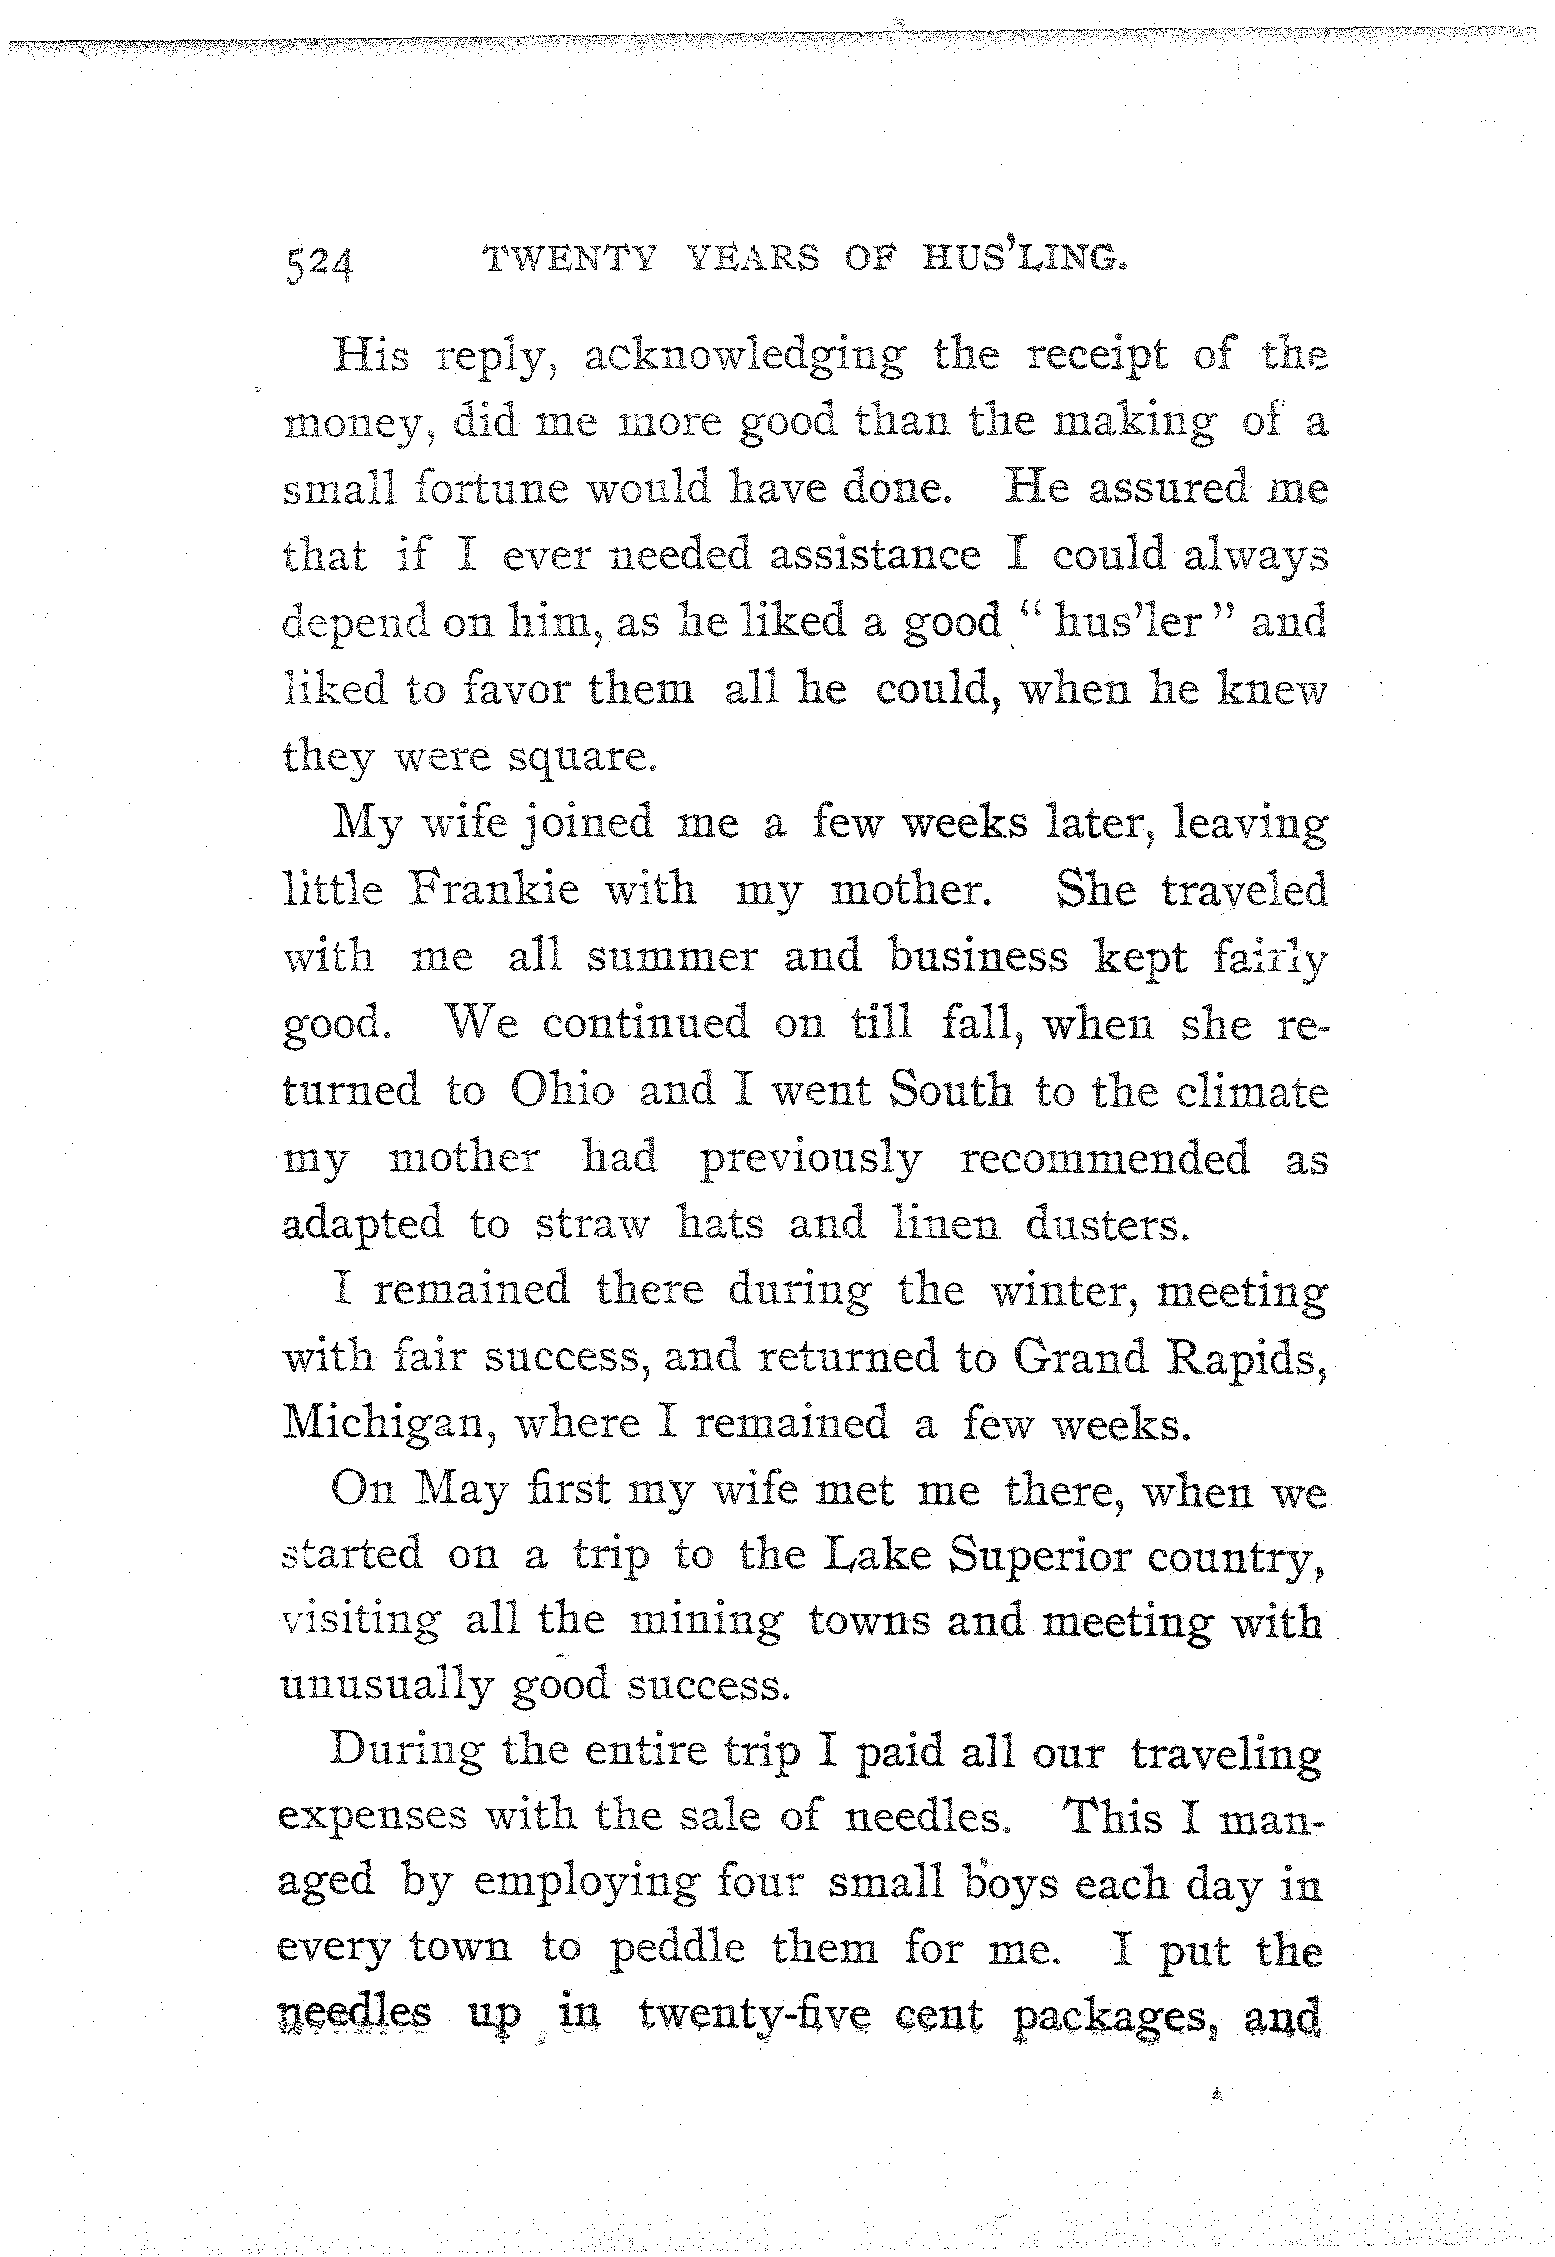 524 TWENTY YEARS OF HUS'LING.
His reply, acknowledging the receipt of the
money, did me more good than the making of a
small fortune would have done. He assured me
that if I ever needed assistance I could always
depend on him, as he liked a good "hus'ler" and
liked to favor them all he could, when he knew
they were square.
My wife joined me a few weeks later, leaving
little Frankie with my mother. She traveled
with me all summer and business kept fairly
good. We continued on till fall, when she re-
turned to Ohio and I went South to the climate
my mother had previously recommended as
adapted to straw hats and linen dusters.
I remained there during the winter, meeting
with fair success, and returned to Grand Rapids,
Michigan, where I remained a few weeks.
On May first my wife met me there, when we
started on a trip to the Lake Superior country,
visiting all the mining towns and meeting with
unusually good success.
During the entire trip I paid all our traveling
expenses with the sale of needles. This I man-
aged by employing four small boys each day in
every town to peddle them for me. I put the
needles up in twenty-five cent packages, and